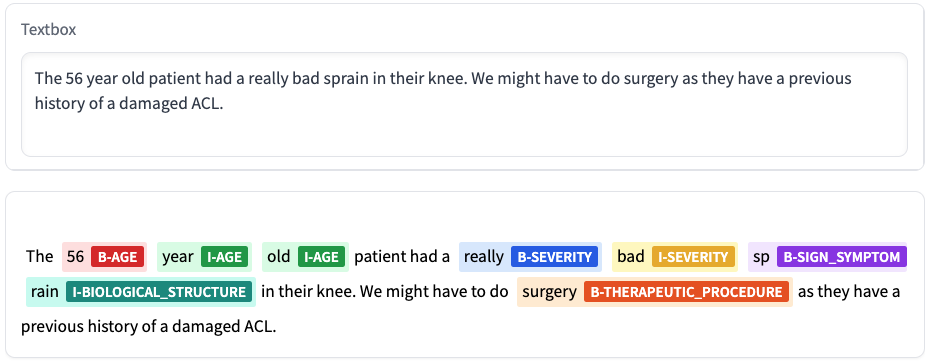 Textbox
The 56 year old patient had a really bad sprain in their knee. We might have to do surgery as they have a previous
history of a damaged ACL.
The 56 B-AGE year I-AGE old I-AGE patient had a really B-SEVERITY bad I-SEVERITY sp B-SIGN_SYMPTOM
rain I-BIOLOGICAL_STRUCTURE in their knee. We might have to do surgery B-THERAPEUTIC_PROCEDURE as they have a
previous history of a damaged ACL.